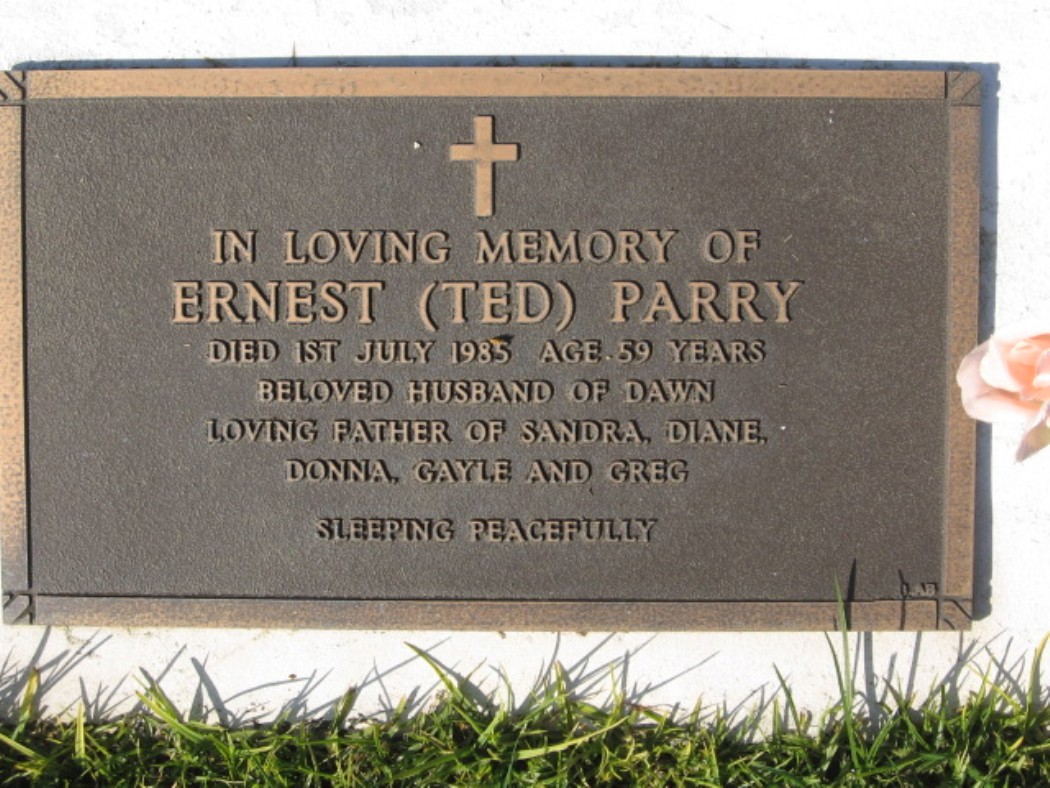 IN LOVING MEMORY OF
ERNEST (TED) PARRY
DIED 1ST JULY 1985 AGE 59 YEARS
BELOVED HUSBAND OF DAWN
LOVING FATHER OF SANDRA, DIANE,
DONNA, GAYLE AND GREG
SLEEPING PEACEFULLY